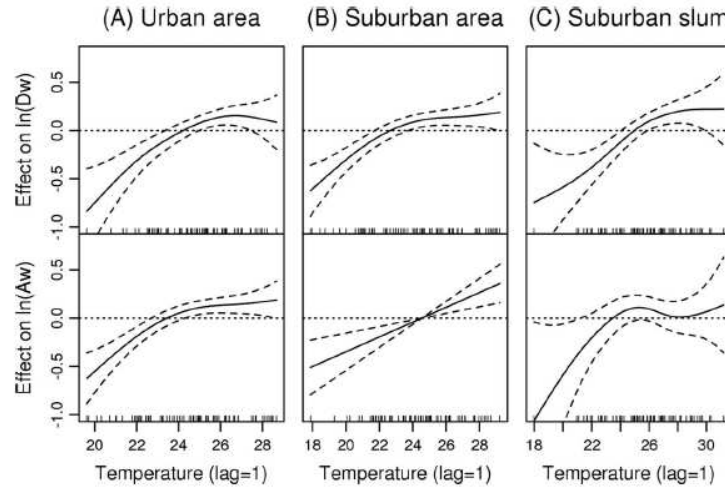 (A) Urban area (B) Suburban area (C) Suburban slum
Effect on ln(Dw)
0.5
0.0
-0.5
-1.0
Effect on ln(Aw)
0.5
0.0
-0.5
-1.0
20 22 24 26 28 18 20 22 24 26 28 18 22 24 26 30
Temperature (lag=1) Temperature (lag=1) Temperature (lag=1)